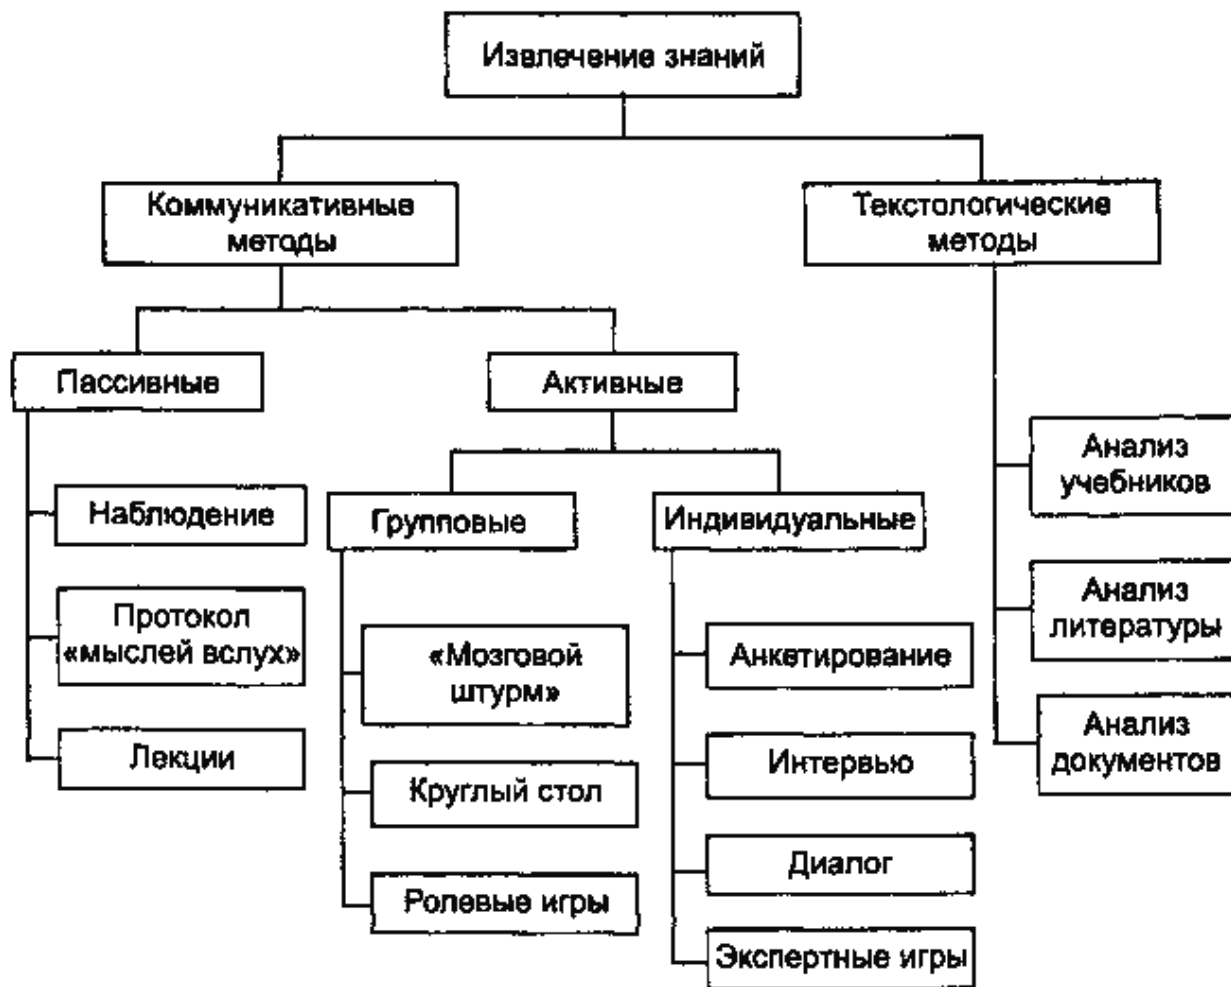 Извлечение знаний
Коммуникативные
методы
Текстологические
методы
Пассивные
Активные
Наблюдение
Протокол
«мыслей вслух»
Лекции
Групповые
Индивидуальные
«Мозговой
штурм»
Круглый стол
Ролевые игры
Анкетирование
Интервью
Диалог
Экспертные игры
Анализ
учебников
Анализ
литературы
Анализ
документов